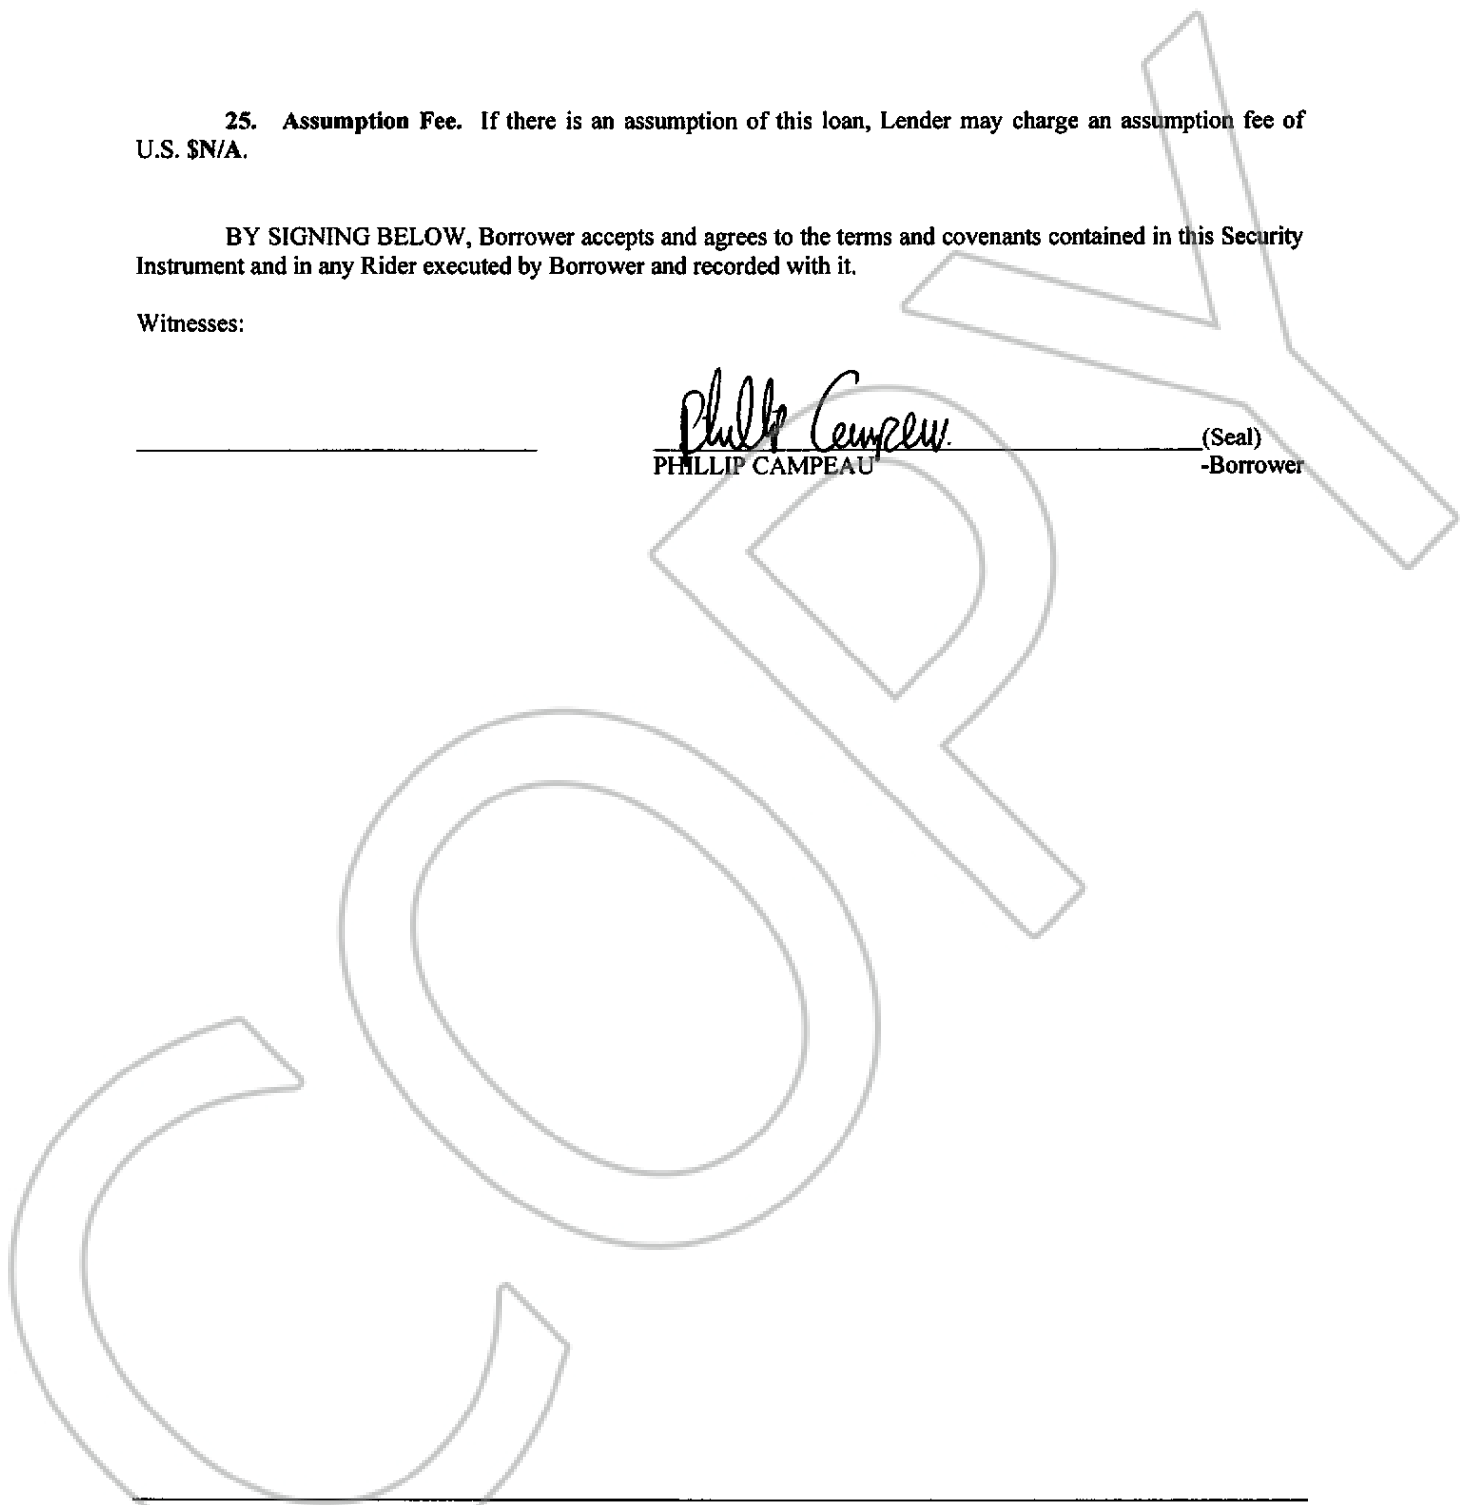 25. Assumption Fee. If there is an assumption of this loan, Lender may charge an assumption fee of
U.S. $N/A.
BY SIGNING BELOW, Borrower accepts and agrees to the terms and covenants contained in this Security
Instrument and in any Rider executed by Borrower and recorded with it.
Witnesses:
Phillip Campeau
(Seal)
PHILLIP CAMPEAU -Borrower
COPY